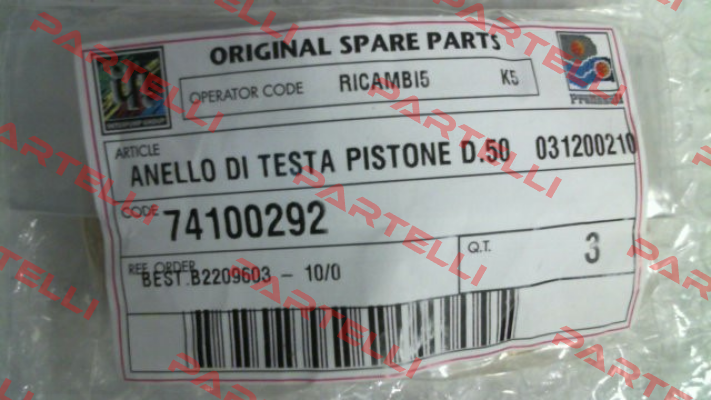 ORIGINAL SPARE PARTS
OPERATOR CODE RICAMBI5 K5
ARTICLE
ANELLO DI TESTA PISTONE D.50 031200210
CODE 74100292
REF. ORDER
BEST.B2209603 - 10/0
Q.T. 3
PARTELLI